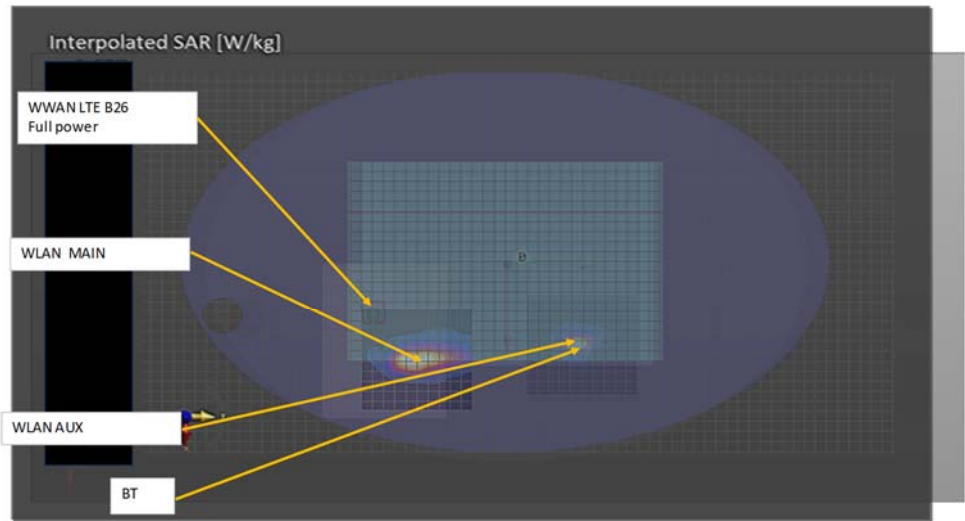 Interpolated SAR [W/kg]
WWAN LTE B26
Full power
WLAN MAIN
B
WLAN AUX
BT